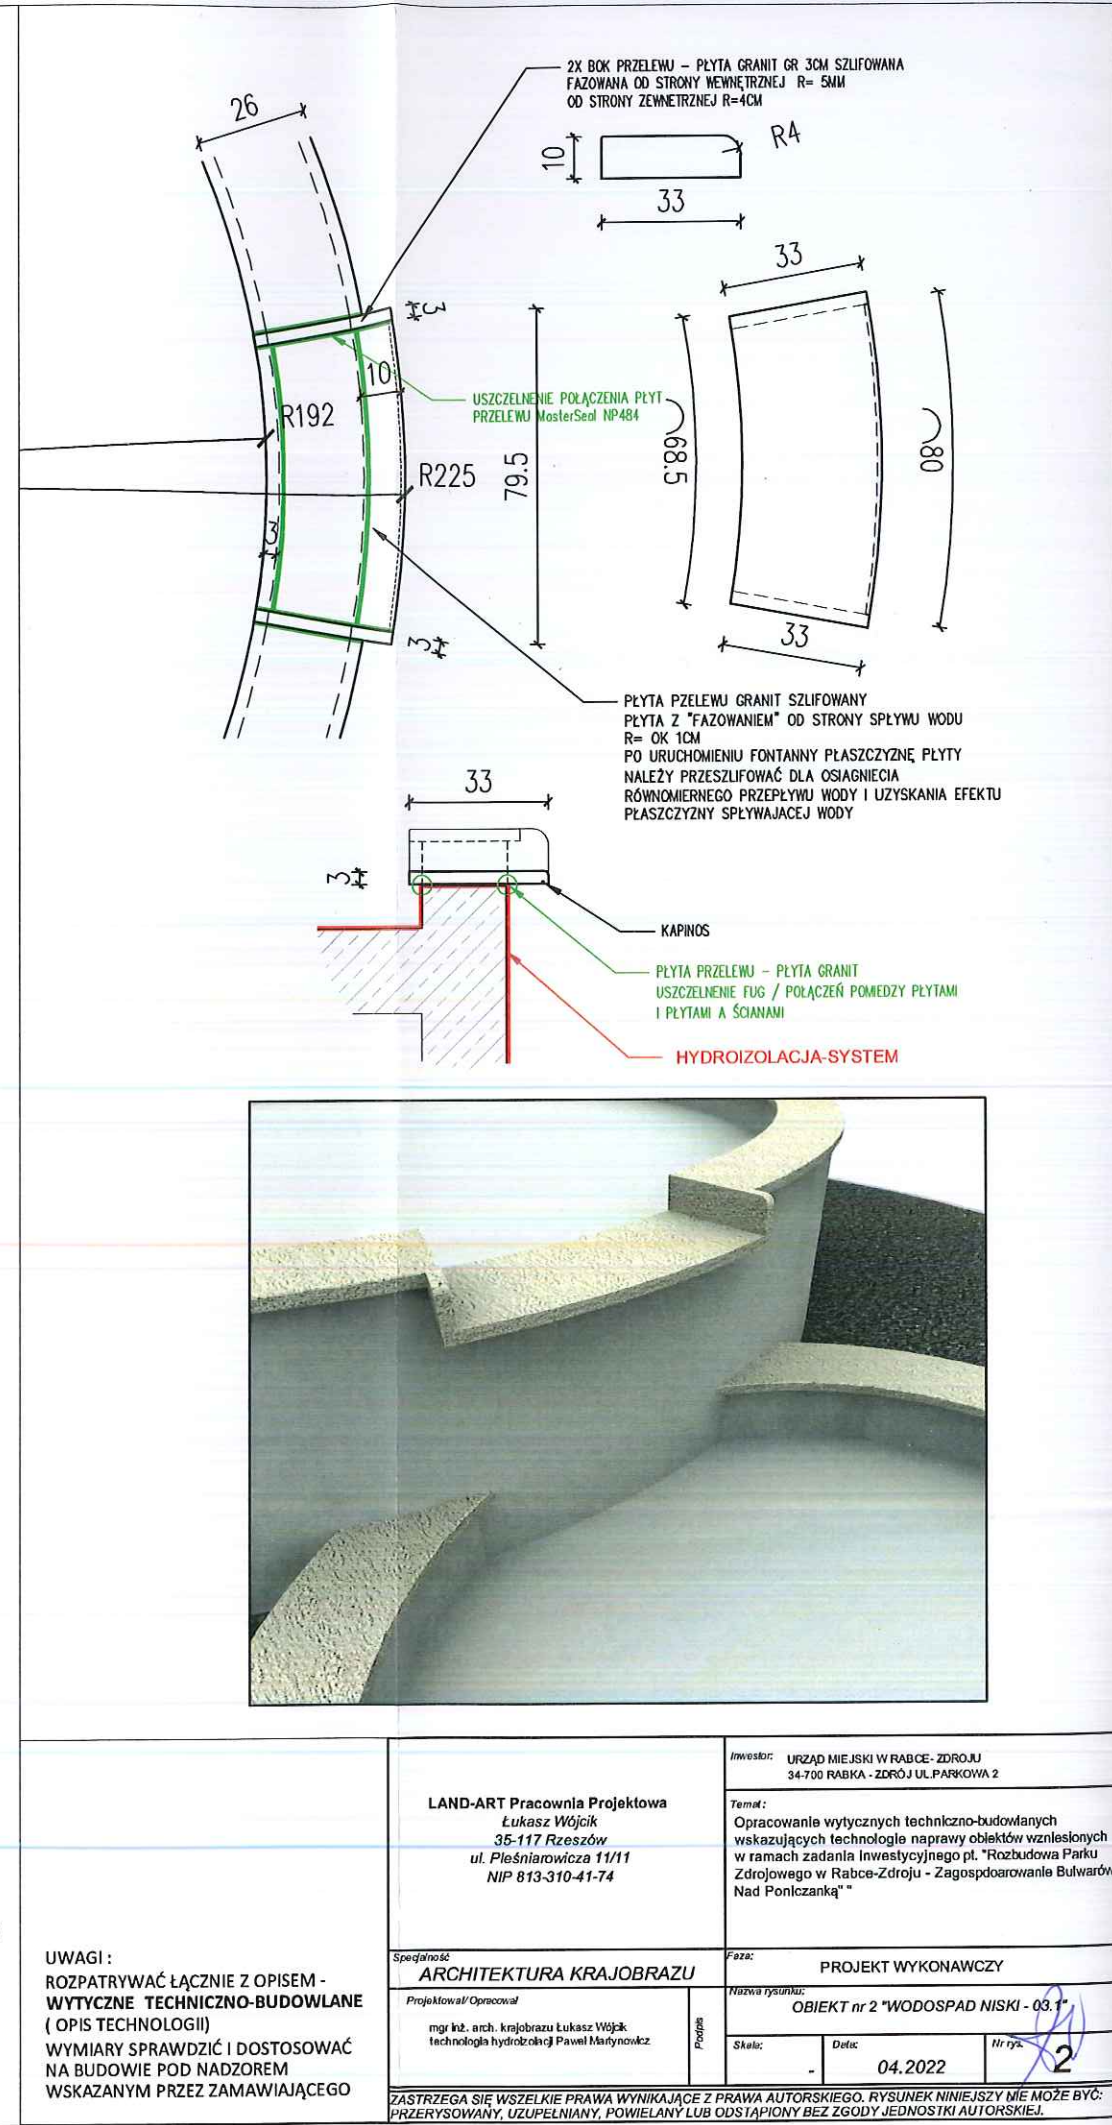 2X BOK PRZELEWU – PŁYTA GRANIT GR 3CM SZLIFOWANA
FAZOWANA OD STRONY WEWNĘTRZNEJ R= 5MM
OD STRONY ZEWNETRZNEJ R=4CM
26
10
R4
33
33
3
10
USZCZELNENIE POŁĄCZENIA PŁYT
PRZELEWU MasterSeal NP484
R192
R225
79.5
68.5
80
3
3
33
PŁYTA PZELEWU GRANIT SZLIFOWANY
PŁYTA Z "FAZOWANIEM" OD STRONY SPŁYWU WODU
R= OK 1CM
PO URUCHOMIENIU FONTANNY PŁASZCZYZNĘ PŁYTY
NALEŻY PRZESZLIFOWAĆ DLA OSIAGNIECIA
RÓWNOMIERNEGO PRZEPŁYWU WODY I UZYSKANIA EFEKTU
PŁASZCZYZNY SPŁYWAJACEJ WODY
33
3
KAPINOS
PŁYTA PRZELEWU – PŁYTA GRANIT
USZCZELNIENIE FUG / POŁĄCZEŃ POMIEDZY PŁYTAMI
I PŁYTAMI A ŚCIANAMI
HYDROIZOLACJA-SYSTEM
UWAGI :
ROZPATRYWAĆ ŁĄCZNIE Z OPISEM -
WYTYCZNE TECHNICZNO-BUDOWLANE
( OPIS TECHNOLOGII)
WYMIARY SPRAWDZIĆ I DOSTOSOWAĆ
NA BUDOWIE POD NADZOREM
WSKAZANYM PRZEZ ZAMAWIAJĄCEGO
LAND-ART Pracownia Projektowa
Łukasz Wójcik
35-117 Rzeszów
ul. Pleśniarowicza 11/11
NIP 813-310-41-74
Inwestor: URZĄD MIEJSKI W RABCE- ZDROJU
34-700 RABKA - ZDRÓJ UL.PARKOWA 2
Temat:
Opracowanie wytycznych techniczno-budowlanych
wskazujących technologie naprawy obiektów wzniesionych
w ramach zadania inwestycyjnego pt. "Rozbudowa Parku
Zdrojowego w Rabce-Zdroju - Zagospdoarowanie Bulwarów
Nad Poniczanką" "
Specjalność
ARCHITEKTURA KRAJOBRAZU
Faza:
PROJEKT WYKONAWCZY
Projektował/Opracował
mgr inż. arch. krajobrazu Łukasz Wójcik
technologia hydroizolacji Paweł Martynowicz
Podpis
Nazwa rysunku:
OBIEKT nr 2 "WODOSPAD NISKI - 03.1"
Skala:
-
Data:
04.2022
Nr rys.
2
ZASTRZEGA SIĘ WSZELKIE PRAWA WYNIKAJĄCE Z PRAWA AUTORSKIEGO. RYSUNEK NINIEJSZY NIE MOŻE BYĆ:
PRZERYSOWANY, UZUPEŁNIANY, POWIELANY LUB ODSTĄPIONY BEZ ZGODY JEDNOSTKI AUTORSKIEJ.